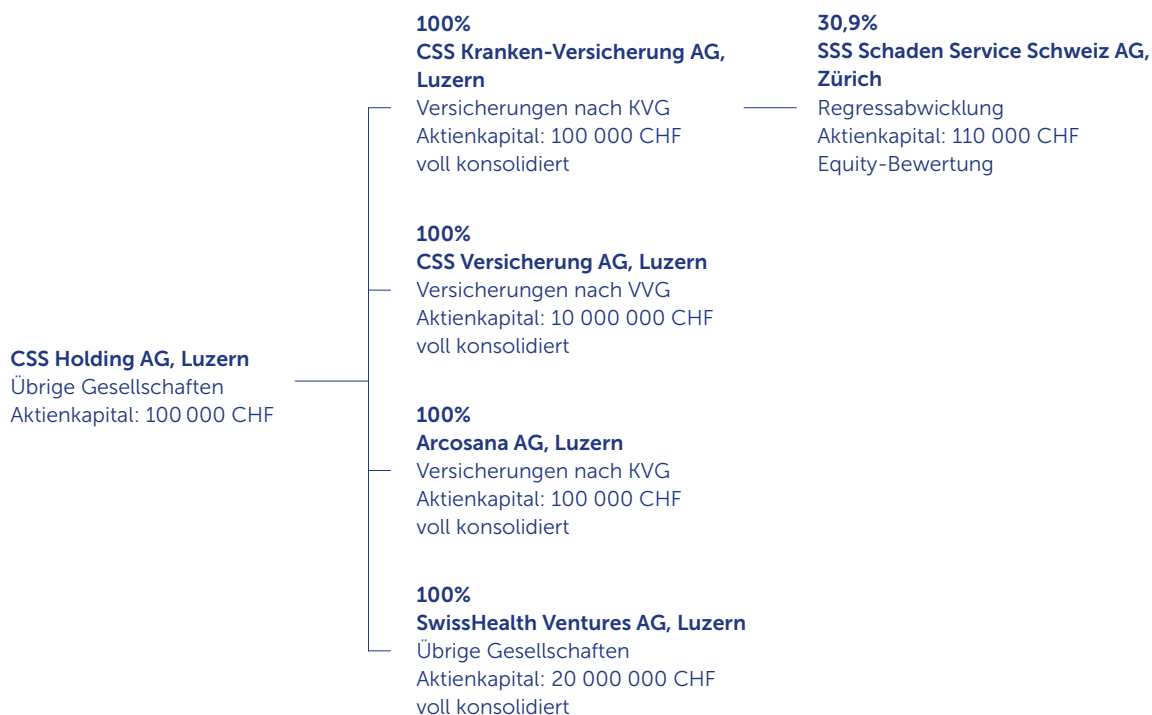 100%
CSS Kranken-Versicherung AG,
Luzern
Versicherungen nach KVG
Aktienkapital: 100 000 CHF
voll konsolidiert
30,9%
SSS Schaden Service Schweiz AG,
Zürich
Regressabwicklung
Aktienkapital: 110 000 CHF
Equity-Bewertung
100%
CSS Versicherung AG, Luzern
Versicherungen nach VVG
Aktienkapital: 10 000 000 CHF
voll konsolidiert
CSS Holding AG, Luzern
Übrige Gesellschaften
Aktienkapital: 100 000 CHF
100%
Arcosana AG, Luzern
Versicherungen nach KVG
Aktienkapital: 100 000 CHF
voll konsolidiert
100%
SwissHealth Ventures AG, Luzern
Übrige Gesellschaften
Aktienkapital: 20 000 000 CHF
voll konsolidiert